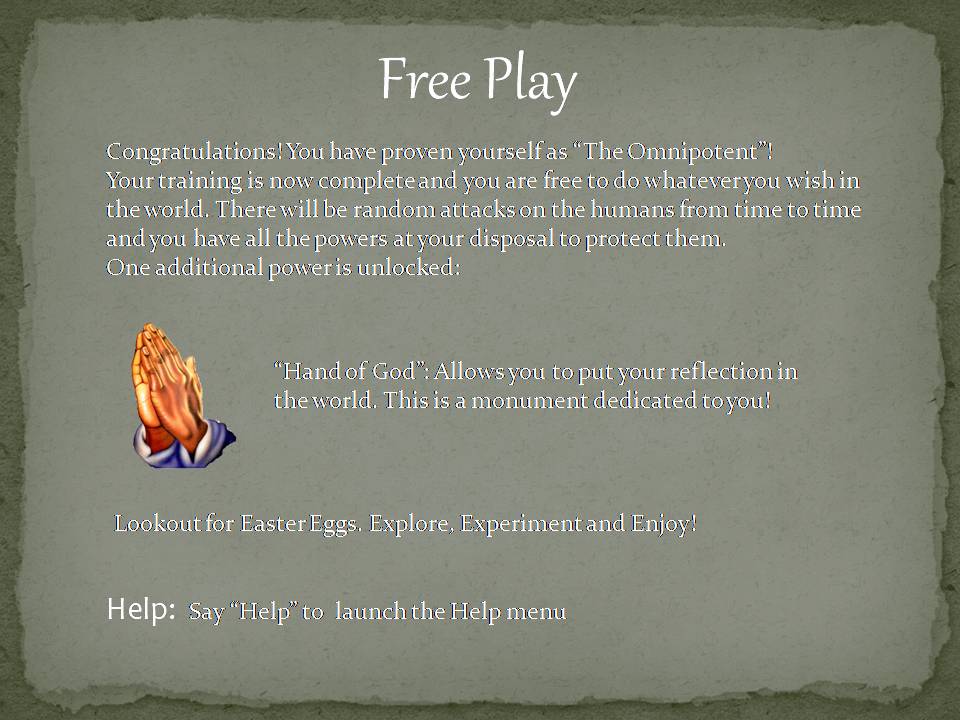 Free Play
Congratulations! You have proven yourself as “The Omnipotent”!
Your training is now complete and you are free to do whatever you wish in
the world. There will be random attacks on the humans from time to time
and you have all the powers at your disposal to protect them.
One additional power is unlocked:
“Hand of God”: Allows you to put your reflection in
the world. This is a monument dedicated to you!
Lookout for Easter Eggs. Explore, Experiment and Enjoy!
Help: Say “Help” to launch the Help menu